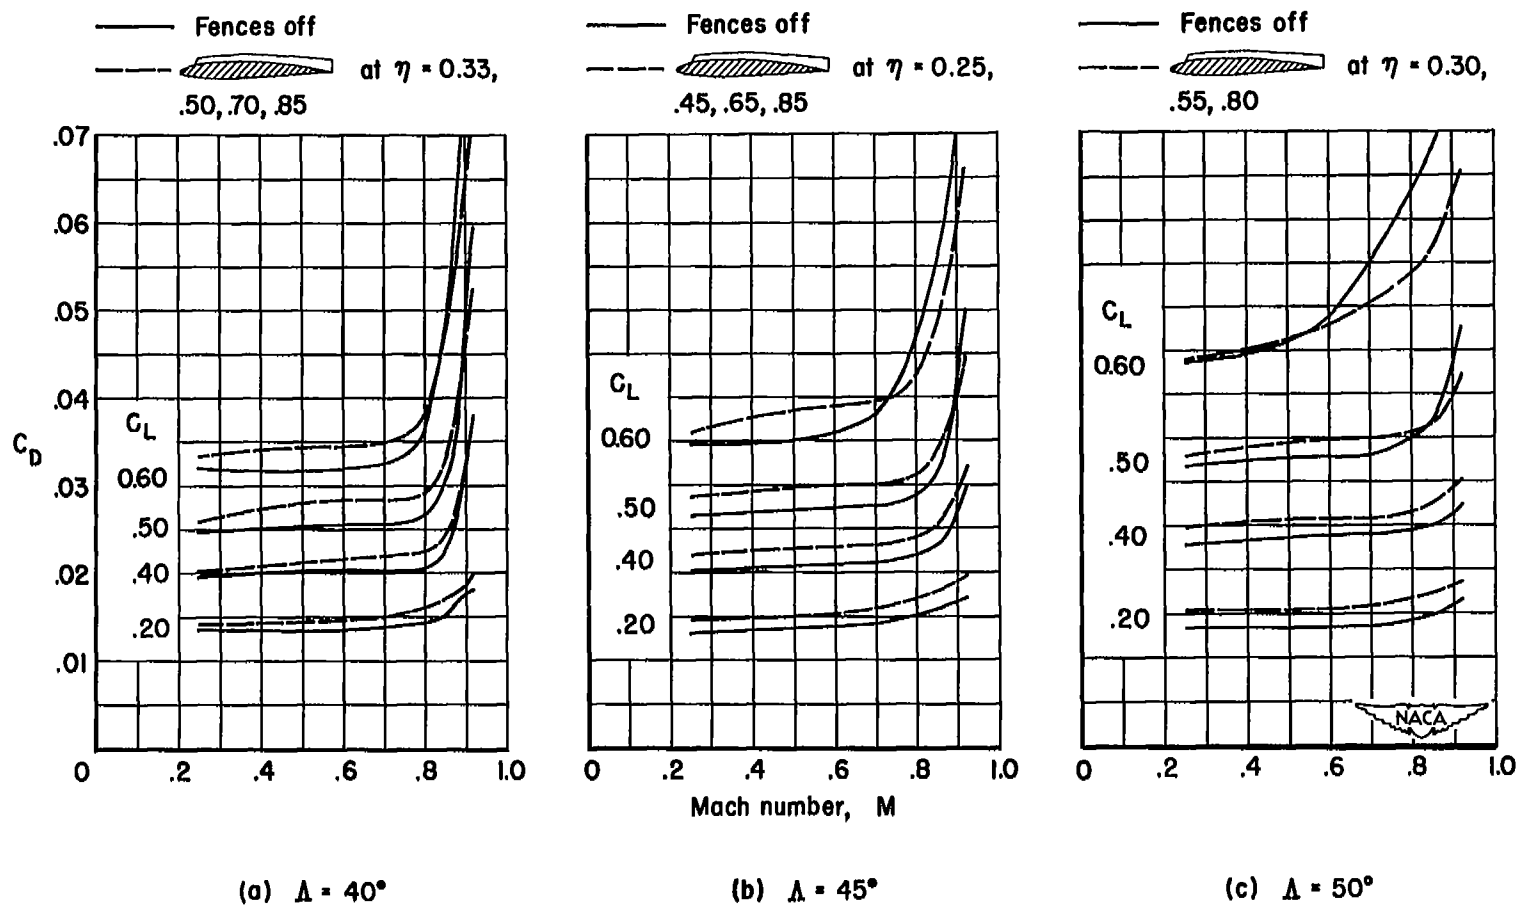 Fences off
at η = 0.33,
.50, .70, .85
Fences off
at η = 0.25,
.45, .65, .85
Fences off
at η = 0.30,
.55, .80
.07
.06
.05
.04
.03
.02
.01
C_D
C_L
0.60
.50
.40
.20
0 .2 .4 .6 .8 1.0
C_L
0.60
.50
.40
.20
0 .2 .4 .6 .8 1.0
C_L
0.60
.50
.40
.20
NACA
0 .2 .4 .6 .8 1.0
Mach number, M
(a) Λ = 40°
(b) Λ = 45°
(c) Λ = 50°